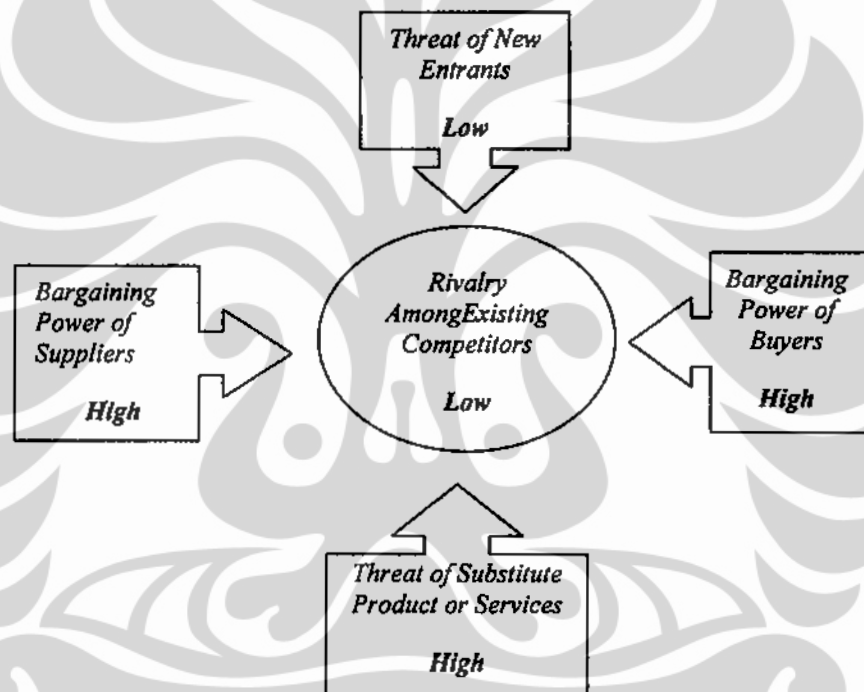 Threat of New
Entrants
Low
Bargaining
Power of
Suppliers
High
Rivalry
AmongExisting
Competitors
Low
Bargaining
Power of
Buyers
High
Threat of Substitute
Product or Services
High